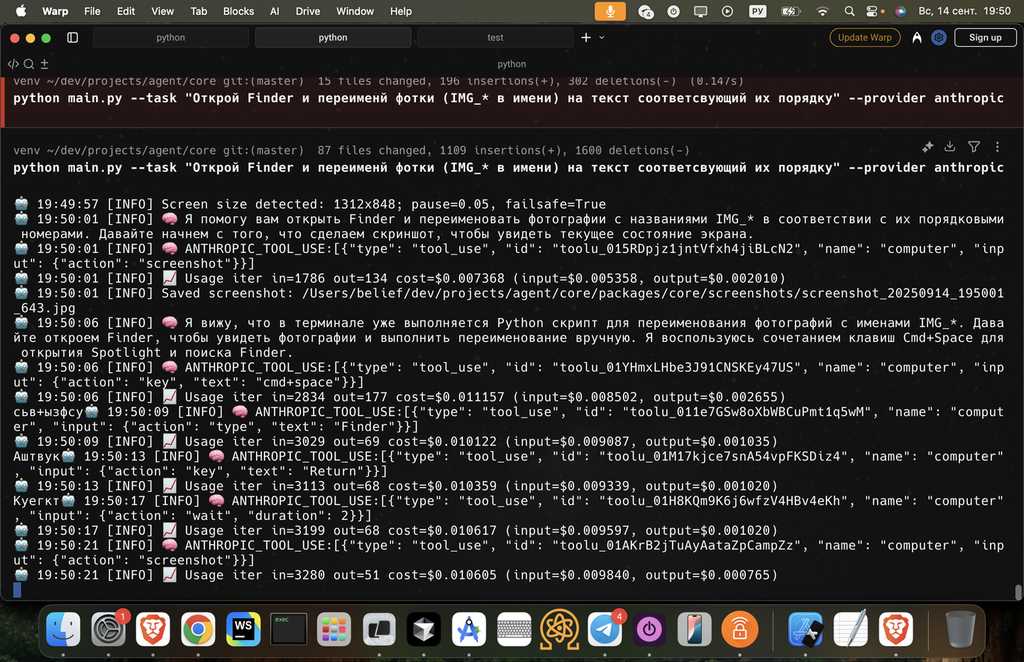 Warp File Edit View Tab Blocks AI Drive Window Help РУ Вс, 14 сент. 19:50
python python test Update Warp Sign up
python
venv ~/dev/projects/agent/core git:(master) 15 files changed, 196 insertions(+), 302 deletions(-) (0.147s)
python main.py --task "Открой Finder и переименй фотки (IMG_* в имени) на текст соответсвующий их порядку" --provider anthropic
venv ~/dev/projects/agent/core git:(master) 87 files changed, 1109 insertions(+), 1600 deletions(-)
python main.py --task "Открой Finder и переименй фотки (IMG_* в имени) на текст соответсвующий их порядку" --provider anthropic
19:49:57 [INFO] Screen size detected: 1312x848; pause=0.05, failsafe=True
19:50:01 [INFO] 🧠 Я помогу вам открыть Finder и переименовать фотографии с названиями IMG_* в соответствии с их порядковыми
номерами. Давайте начнем с того, что сделаем скриншот, чтобы увидеть текущее состояние экрана.
19:50:01 [INFO] 🧠 ANTHROPIC_TOOL_USE:[{"type": "tool_use", "id": "toolu_015RDpjz1jntVfxh4jiBLcN2", "name": "computer", "inp
ut": {"action": "screenshot"}}]
19:50:01 [INFO] 📈 Usage iter in=1786 out=134 cost=$0.007368 (input=$0.005358, output=$0.002010)
19:50:01 [INFO] Saved screenshot: /Users/belief/dev/projects/agent/core/packages/core/screenshots/screenshot_20250914_195001
_643.jpg
19:50:06 [INFO] 🧠 Я вижу, что в терминале уже выполняется Python скрипт для переименования фотографий с именами IMG_*. Дава
йте откроем Finder, чтобы увидеть фотографии и выполнить переименование вручную. Я воспользуюсь сочетанием клавиш Cmd+Space для
открытия Spotlight и поиска Finder.
19:50:06 [INFO] 🧠 ANTHROPIC_TOOL_USE:[{"type": "tool_use", "id": "toolu_01YHmxLHbe3J91CNSKEy47US", "name": "computer", "inp
ut": {"action": "key", "text": "cmd+space"}}]
19:50:06 [INFO] 📈 Usage iter in=2834 out=177 cost=$0.011157 (input=$0.008502, output=$0.002655)
сьв+ызфсу🤖 19:50:09 [INFO] 🧠 ANTHROPIC_TOOL_USE:[{"type": "tool_use", "id": "toolu_011e7GSw8oXbWBCuPmt1q5wM", "name": "comput
er", "input": {"action": "type", "text": "Finder"}}]
19:50:09 [INFO] 📈 Usage iter in=3029 out=69 cost=$0.010122 (input=$0.009087, output=$0.001035)
Аштвук🤖 19:50:13 [INFO] 🧠 ANTHROPIC_TOOL_USE:[{"type": "tool_use", "id": "toolu_01M17kjce7snA54vpFKSDiz4", "name": "computer"
, "input": {"action": "key", "text": "Return"}}]
19:50:13 [INFO] 📈 Usage iter in=3113 out=68 cost=$0.010359 (input=$0.009339, output=$0.001020)
Куегкт🤖 19:50:17 [INFO] 🧠 ANTHROPIC_TOOL_USE:[{"type": "tool_use", "id": "toolu_01H8KQm9K6j6wfzV4HBv4eKh", "name": "computer"
, "input": {"action": "wait", "duration": 2}}]
19:50:17 [INFO] 📈 Usage iter in=3199 out=68 cost=$0.010617 (input=$0.009597, output=$0.001020)
19:50:21 [INFO] 🧠 ANTHROPIC_TOOL_USE:[{"type": "tool_use", "id": "toolu_01AKrB2jTuAyAataZpCampZz", "name": "computer", "inp
ut": {"action": "screenshot"}}]
19:50:21 [INFO] 📈 Usage iter in=3280 out=51 cost=$0.010605 (input=$0.009840, output=$0.000765)
1 WS exec 4